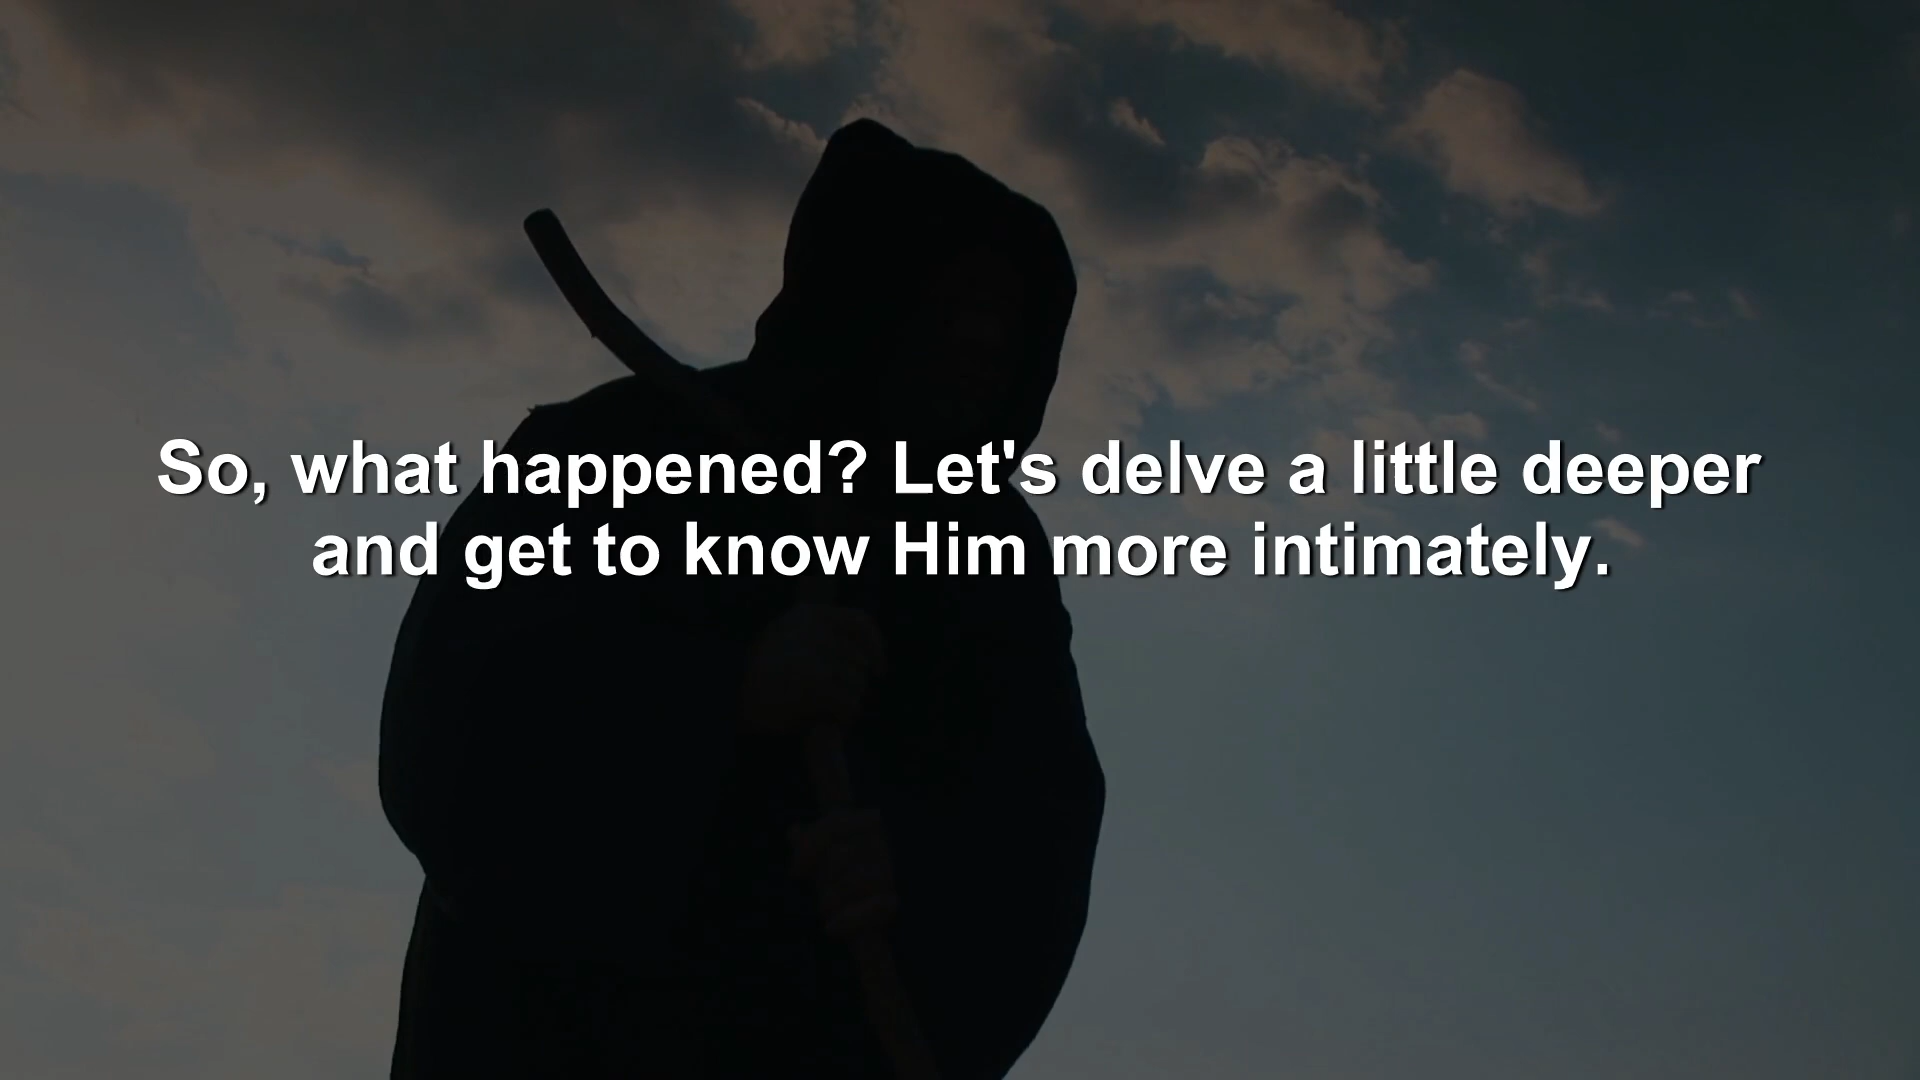 So, what happened? Let's delve a little deeper
and get to know Him more intimately.